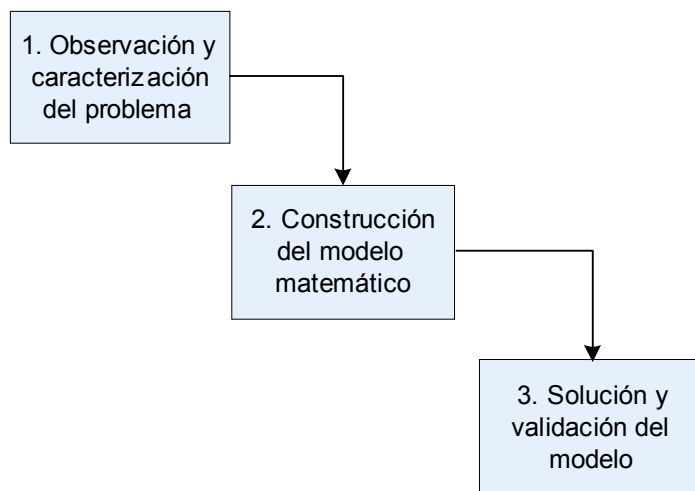 1. Observación y
caracterización
del problema
2. Construcción
del modelo
matemático
3. Solución y
validación del
modelo